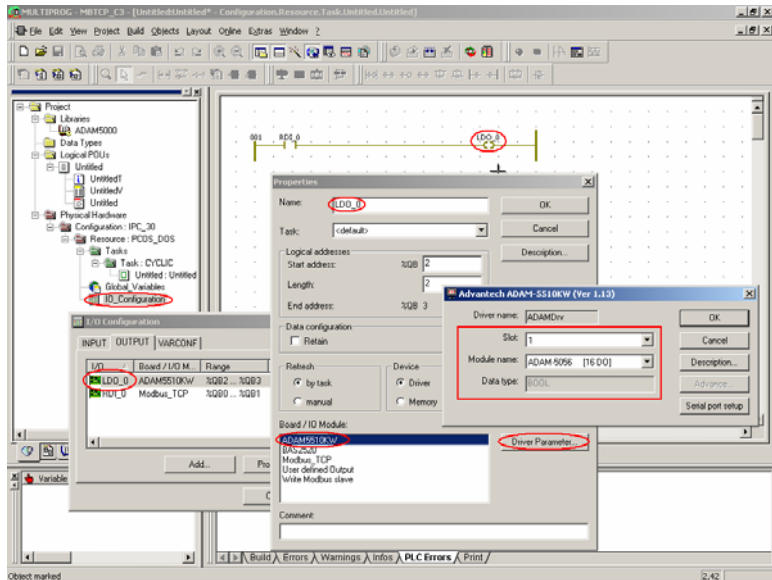 MULTIPROG - MBTCP_C3 - [Untitled:Untitled* - Configuration.Resource.Task.Untitled.Untitled]
File Edit View Project Build Objects Layout Online Extras Window ?
Project
Libraries
ADAM5000
Data Types
Logical POUs
Untitled
UntitledT
UntitledV
Untitled
Physical Hardware
Configuration : IPC_30
Resource : PCOS_DOS
Tasks
Task : CYCLIC
Untitled : Untitled
Global_Variables
IO_Configuration
001 RDI_0 LDO_0
I/O Configuration
INPUT OUTPUT VARCONF
I/O Board / I/O M... Range
LDO_0 ADAM5510KW %QB2 ... %QB3
RDI_0 Modbus_TCP %QB0 ... %QB1
Add...
Variable
Properties
Name: LDO_0
OK
Task: <default>
Cancel
Description...
Logical addresses
Start address: %QB 2
Length: 2
End address: %QB 3
Data configuration
Retain
Refresh
by task
manual
Device
Driver
Memory
Board / IO Module:
ADAM5510KW
BAS2520
Modbus_TCP
User defined Output
Write Modbus slave
Driver Parameter...
Comment:
Advantech ADAM-5510KW (Ver 1.13)
Driver name: ADAMDrv
OK
Slot: 1
Cancel
Module name: ADAM-5056 [16 DO]
Description...
Data type: BOOL
Advance...
Serial port setup
Build Errors Warnings Infos PLC Errors Print
Object marked
2,42